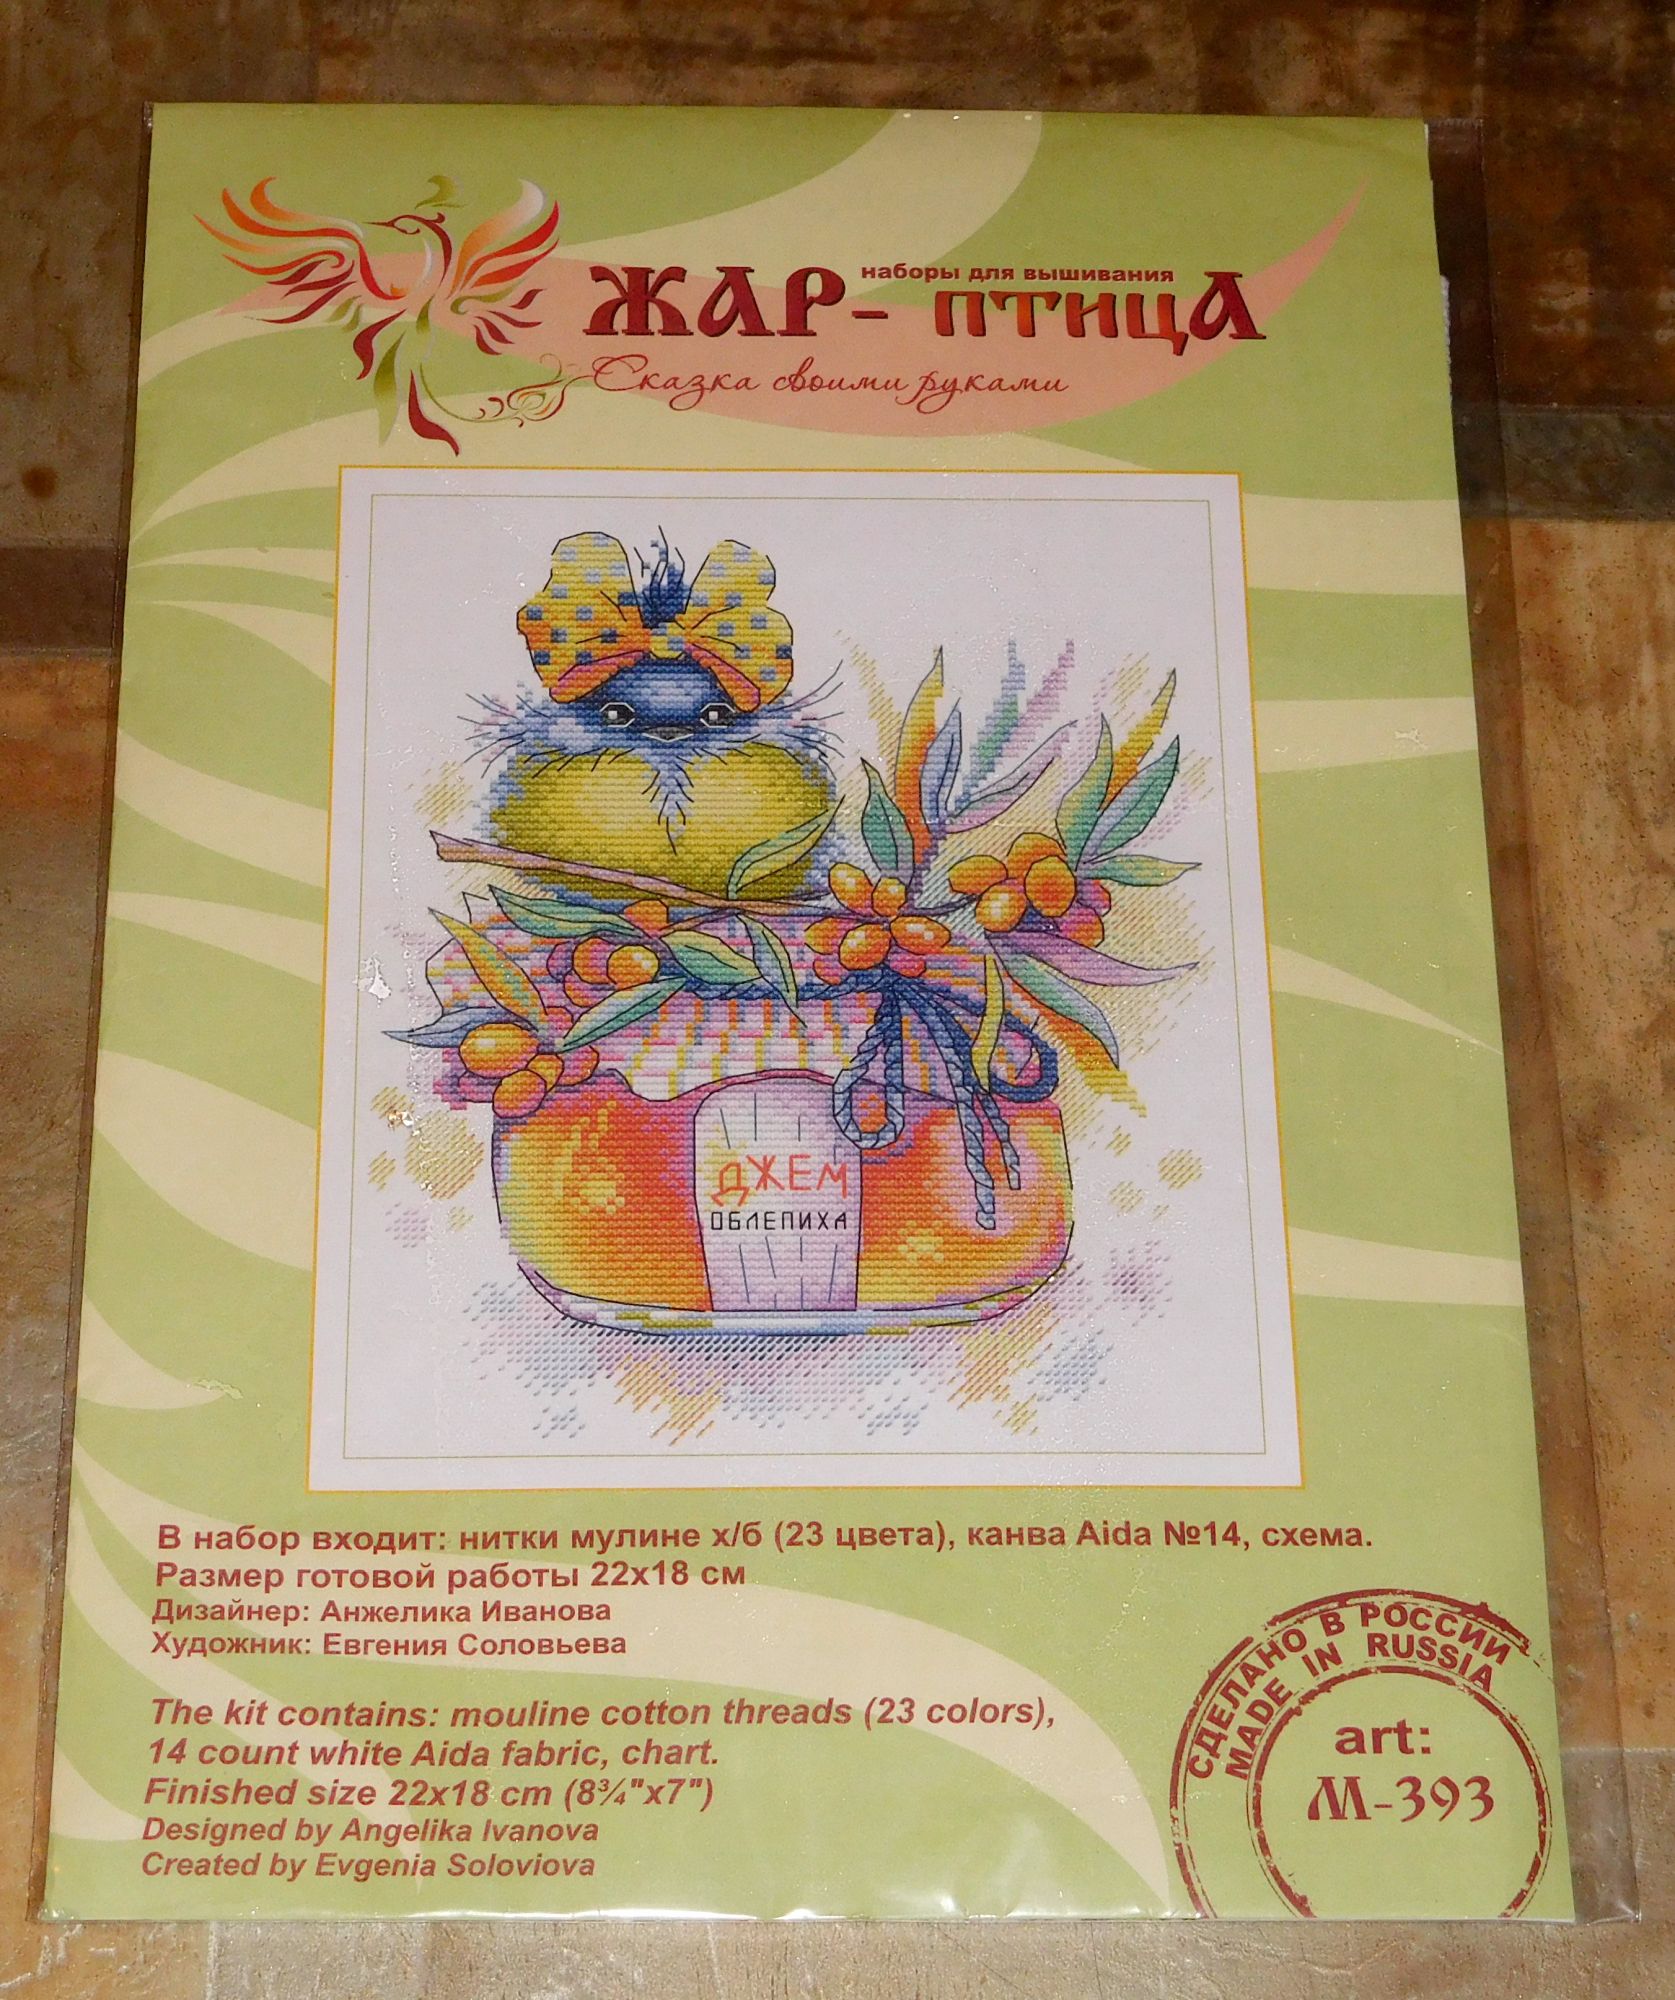 наборы для вышивания
ЖАР-ПТИЦА
Сказка своими руками
ДЖЕМ
ОБЛЕПИХА
В набор входит: нитки мулине х/б (23 цвета), канва Aida №14, схема.
Размер готовой работы 22х18 см
Дизайнер: Анжелика Иванова
Художник: Евгения Соловьева
The kit contains: mouline cotton threads (23 colors),
14 count white Aida fabric, chart.
Finished size 22x18 cm (8¾"x7")
Designed by Angelika Ivanova
Created by Evgenia Soloviova
СДЕЛАНО В РОССИИ
MADE IN RUSSIA
art:
М-393